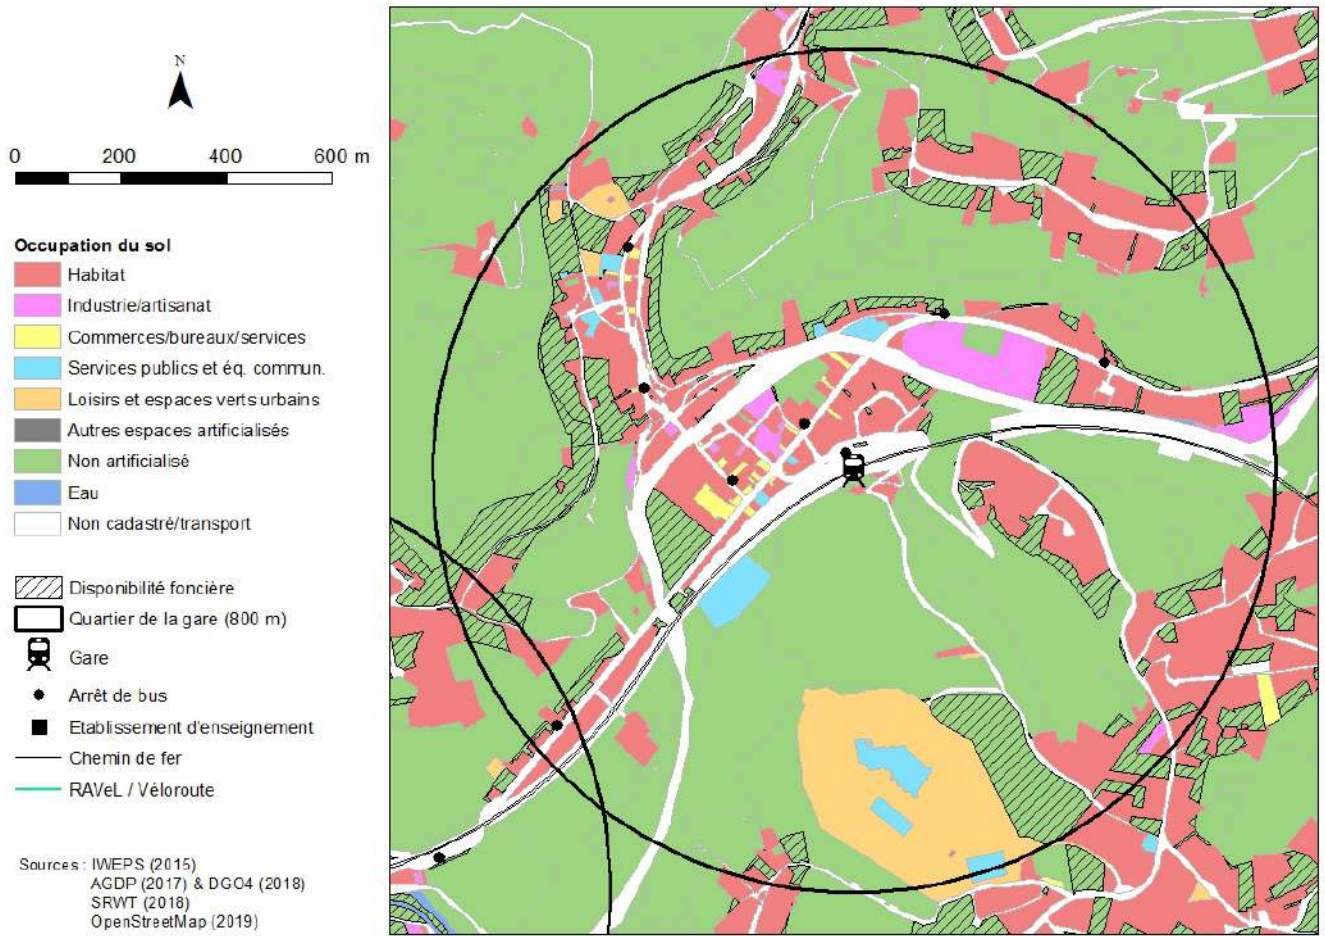 N
0 200 400 600 m
Occupation du sol
Habitat
Industrie/artisanat
Commerces/bureaux/services
Services publics et éq. commun.
Loisirs et espaces verts urbains
Autres espaces artificialisés
Non artificialisé
Eau
Non cadastré/transport
Disponibilité foncière
Quartier de la gare (800 m)
Gare
Arrêt de bus
Etablissement d'enseignement
Chemin de fer
RAVeL / Véloroute
Sources : IWEPS (2015)
AGDP (2017) & DGO4 (2018)
SRWT (2018)
OpenStreetMap (2019)